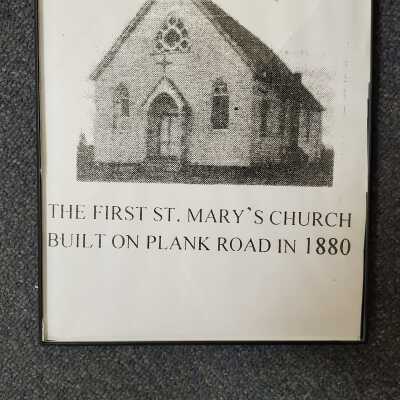 THE FIRST ST. MARY`S CHURCH
BUILT ON PLANK ROAD IN 1880